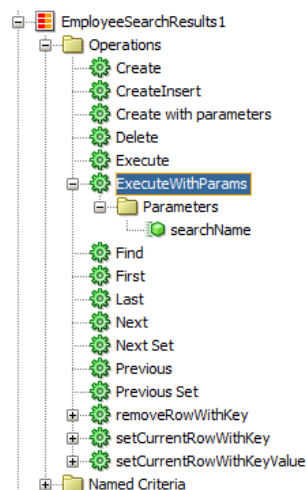 EmployeeSearchResults1
Operations
Create
CreateInsert
Create with parameters
Delete
Execute
ExecuteWithParams
Parameters
searchName
Find
First
Last
Next
Next Set
Previous
Previous Set
removeRowWithKey
setCurrentRowWithKey
setCurrentRowWithKeyValue
Named Criteria